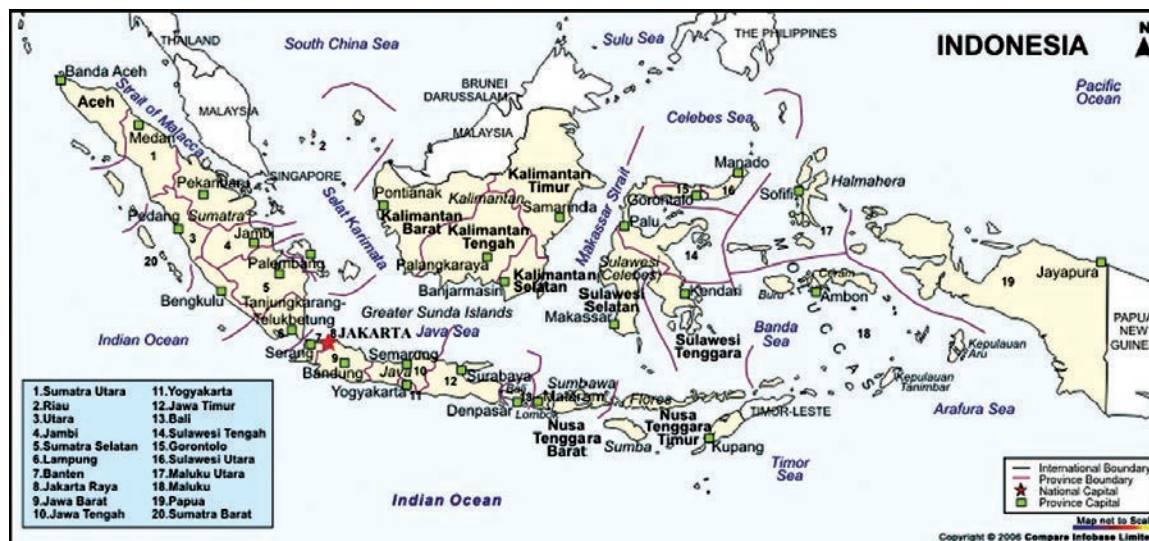 INDONESIA
N
THAILAND
South China Sea
Sulu Sea
THE PHILIPPINES
Pacific
Ocean
Banda Aceh
Aceh
Strait of Malacca
MALAYSIA
BRUNEI
DARUSSALAM
MALAYSIA
Celebes Sea
Medan
1
2
SINGAPORE
Pekanbaru
Sumatra
Padang
3
4
Jambi
20
Palembang
5
Bengkulu
Tanjungkarang-
Telukbetung
6
Selat Karimata
Pontianak
Kalimantan
Kalimantan
Barat
Kalimantan
Timur
Samarinda
Kalimantan
Tengah
Palangkaraya
Kalimantan
Selatan
Banjarmasin
Makassar Strait
Manado
15
16
Gorontalo
Palu
14
Sulawesi
(Celebes)
Sulawesi
Selatan
Makassar
Kendari
Sulawesi
Tenggara
Sofifi
Halmahera
17
MOLUCCAS
Ceram
Buru
Ambon
18
Banda
Sea
19
Jayapura
PAPUA
NEW
GUINEA
Kepulauan
Aru
Kepulauan
Tanimbar
Arafura Sea
Indian Ocean
Greater Sunda Islands
Java Sea
7
8
JAKARTA
Serang
9
Bandung
Semarang
Java
10
Yogyakarta
11
12
Surabaya
Bali
Denpasar
13
Mataram
Lombok
Sumbawa
Nusa
Tenggara
Barat
Flores
Sumba
Nusa
Tenggara
Timur
Kupang
TIMOR-LESTE
Timor
Sea
Indian Ocean
1.Sumatra Utara
2.Riau
3.Utara
4.Jambi
5.Sumatra Selatan
6.Lampung
7.Banten
8.Jakarta Raya
9.Jawa Barat
10.Jawa Tengah
11.Yogyakarta
12.Jawa Timur
13.Bali
14.Sulawesi Tengah
15.Gorontolo
16.Sulawesi Utara
17.Maluku Utara
18.Maluku
19.Papua
20.Sumatra Barat
International Boundary
Province Boundary
National Capital
Province Capital
Map not to Scale
Copyright © 2006 Compare Infobase Limited